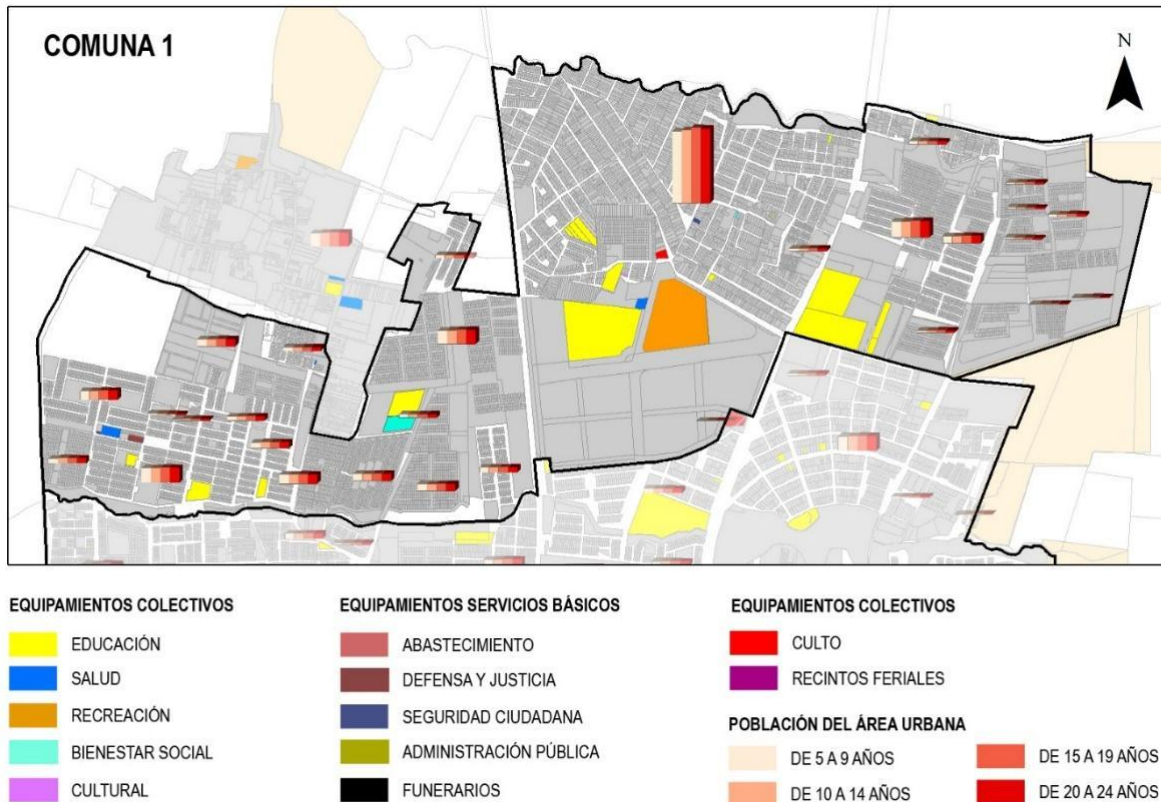 COMUNA 1
N
EQUIPAMIENTOS COLECTIVOS
EDUCACIÓN
SALUD
RECREACIÓN
BIENESTAR SOCIAL
CULTURAL
EQUIPAMIENTOS SERVICIOS BÁSICOS
ABASTECIMIENTO
DEFENSA Y JUSTICIA
SEGURIDAD CIUDADANA
ADMINISTRACIÓN PÚBLICA
FUNERARIOS
EQUIPAMIENTOS COLECTIVOS
CULTO
RECINTOS FERIALES
POBLACIÓN DEL ÁREA URBANA
DE 5 A 9 AÑOS
DE 10 A 14 AÑOS
DE 15 A 19 AÑOS
DE 20 A 24 AÑOS